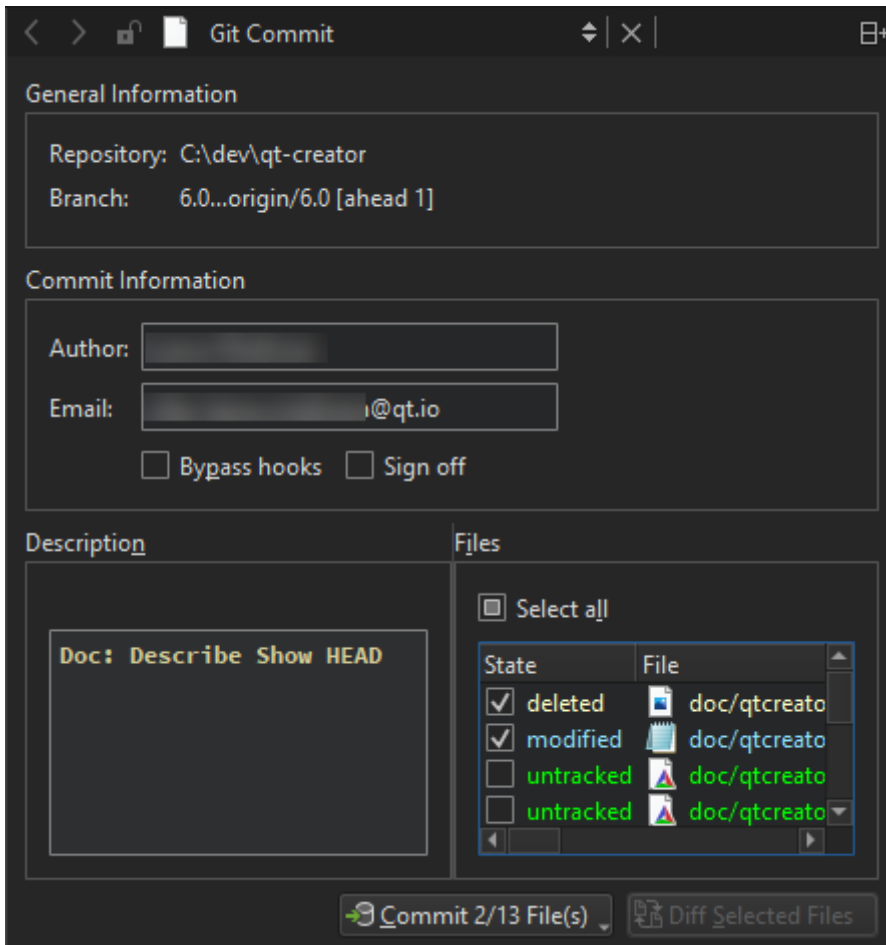 Git Commit
General Information
Repository: C:\dev\qt-creator
Branch: 6.0...origin/6.0 [ahead 1]
Commit Information
Author:
Email: @qt.io
Bypass hooks Sign off
Description
Files
Doc: Describe Show HEAD
Select all
State File
deleted doc/qtcreato
modified doc/qtcreato
untracked doc/qtcreato
untracked doc/qtcreato
Commit 2/13 File(s) Diff Selected Files